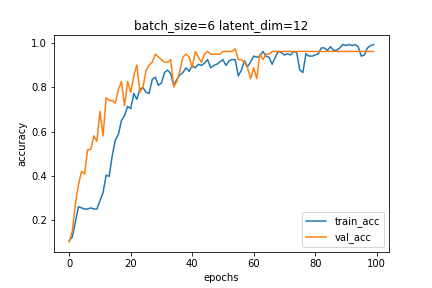 batch_size=6 latent_dim=12
accuracy
1.0
0.8
0.6
0.4
0.2
0
20
40
60
80
100
epochs
train_acc
val_acc